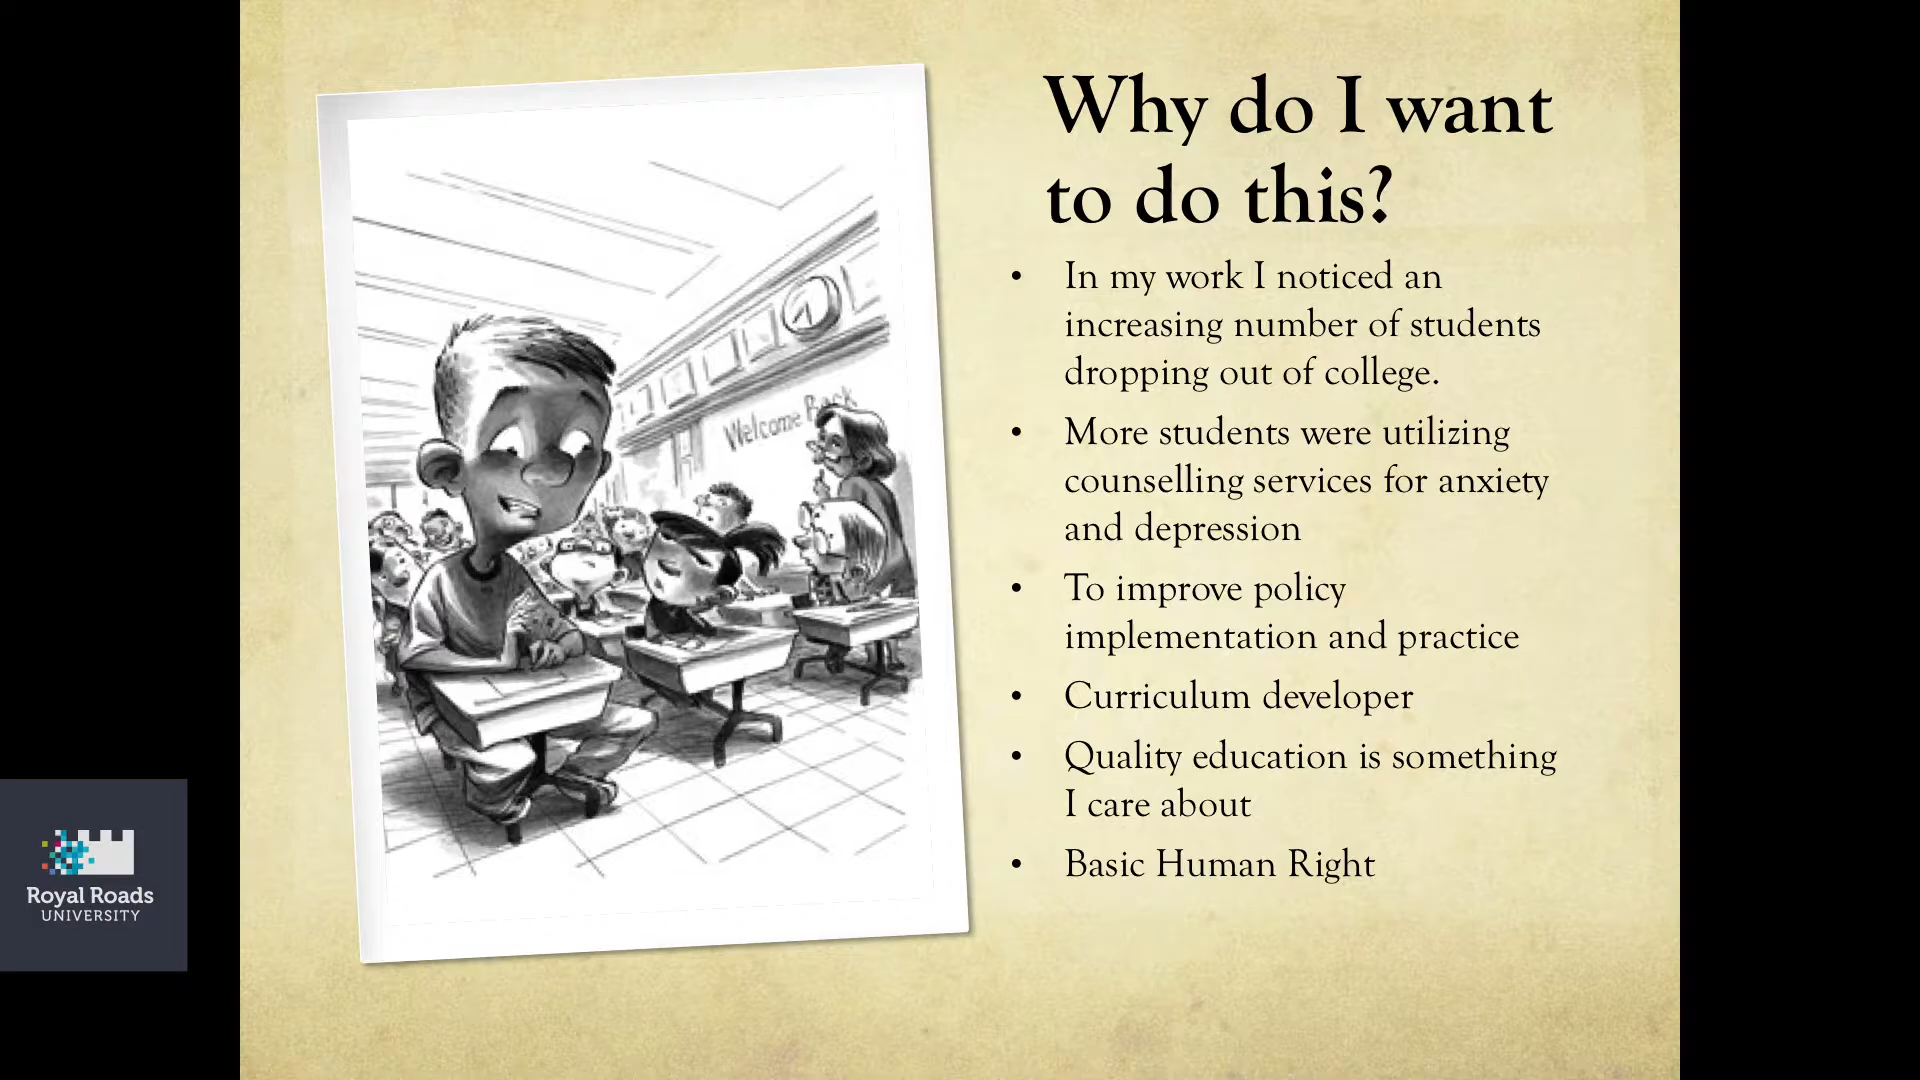 Why do I want
to do this?
• In my work I noticed an
increasing number of students
dropping out of college.
• More students were utilizing
counselling services for anxiety
and depression
• To improve policy
implementation and practice
• Curriculum developer
• Quality education is something
I care about
• Basic Human Right
Welcome Back
Royal Roads
UNIVERSITY